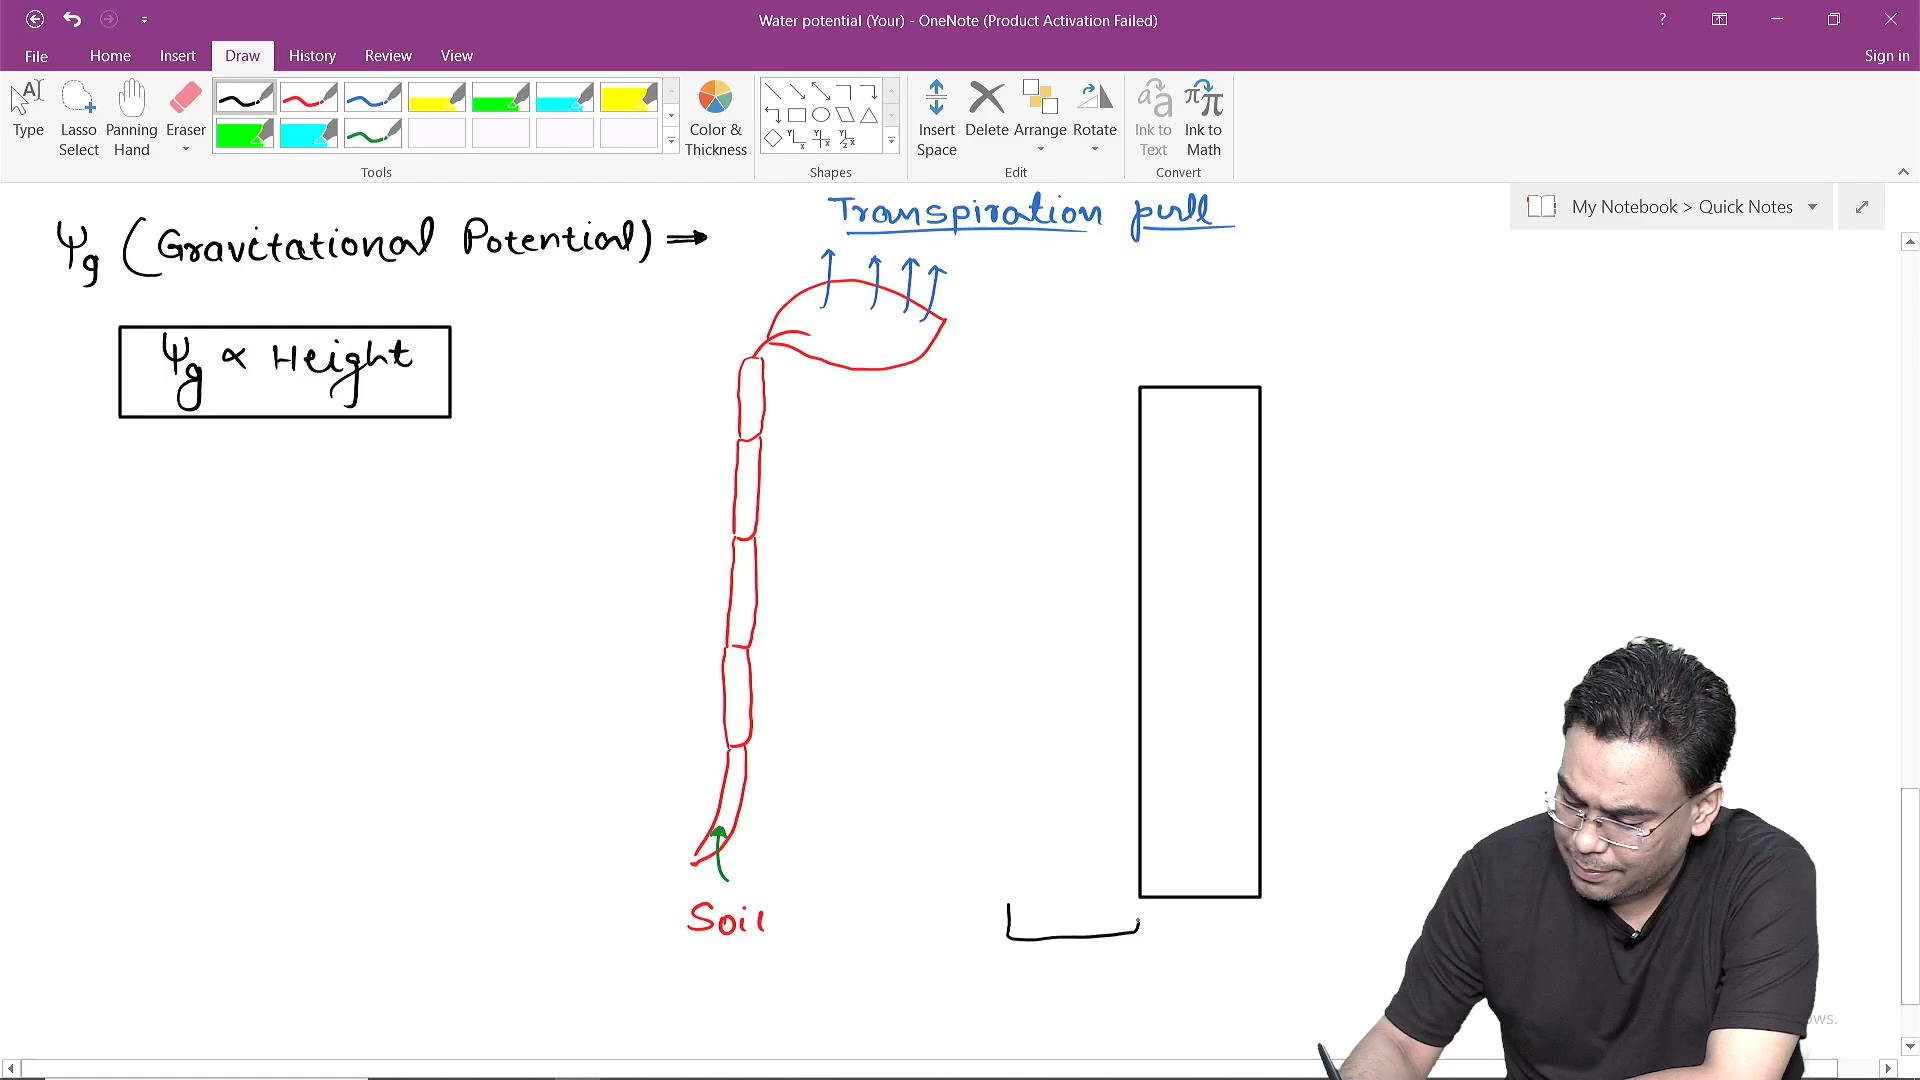 Water potential (Your) - OneNote (Product Activation Failed)
?
File Home Insert Draw History Review View
Sign in
Type
Lasso Select
Panning Hand
Eraser
Color & Thickness
Insert Space
Delete
Arrange
Rotate
Ink to Text
Ink to Math
Tools
Shapes
Edit
Convert
My Notebook > Quick Notes
Transpiration pull
Ψg (Gravitational Potential) ⇒
Ψg ∝ Height
Soil
ows.